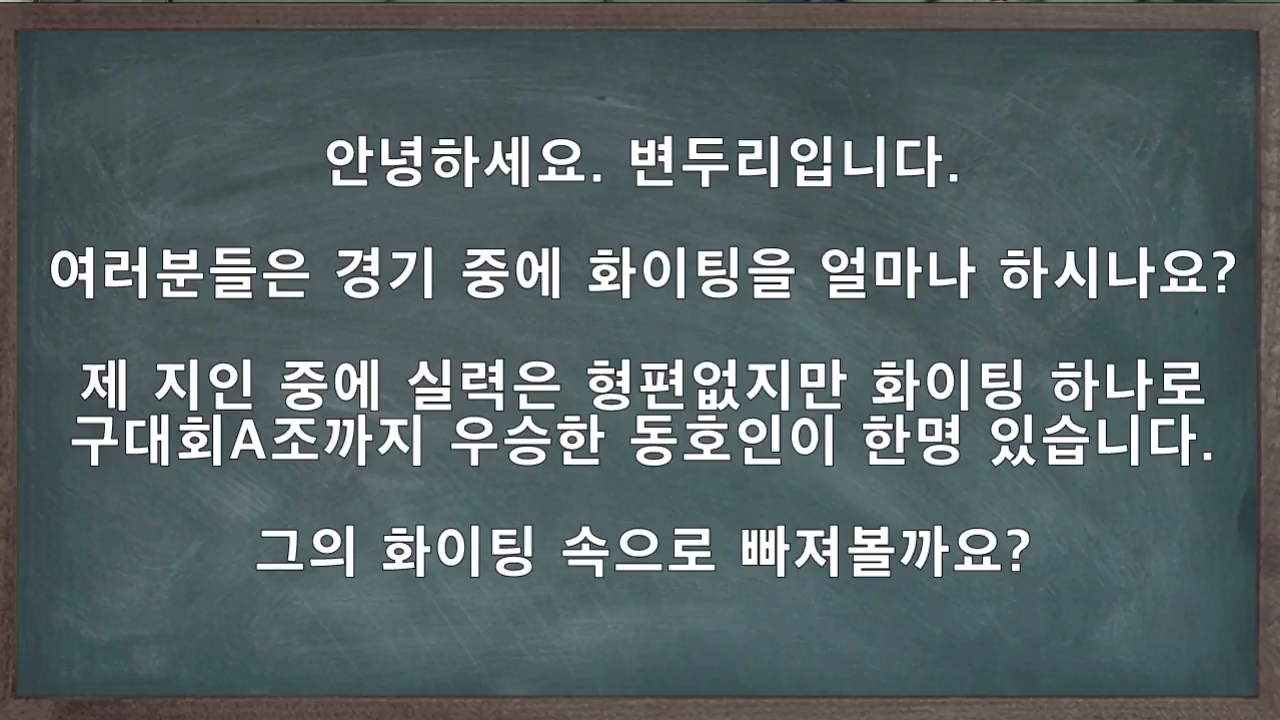 안녕하세요. 변두리입니다.
여러분들은 경기 중에 화이팅을 얼마나 하시나요?
제 지인 중에 실력은 형편없지만 화이팅 하나로
구대회A조까지 우승한 동호인이 한명 있습니다.
그의 화이팅 속으로 빠져볼까요?